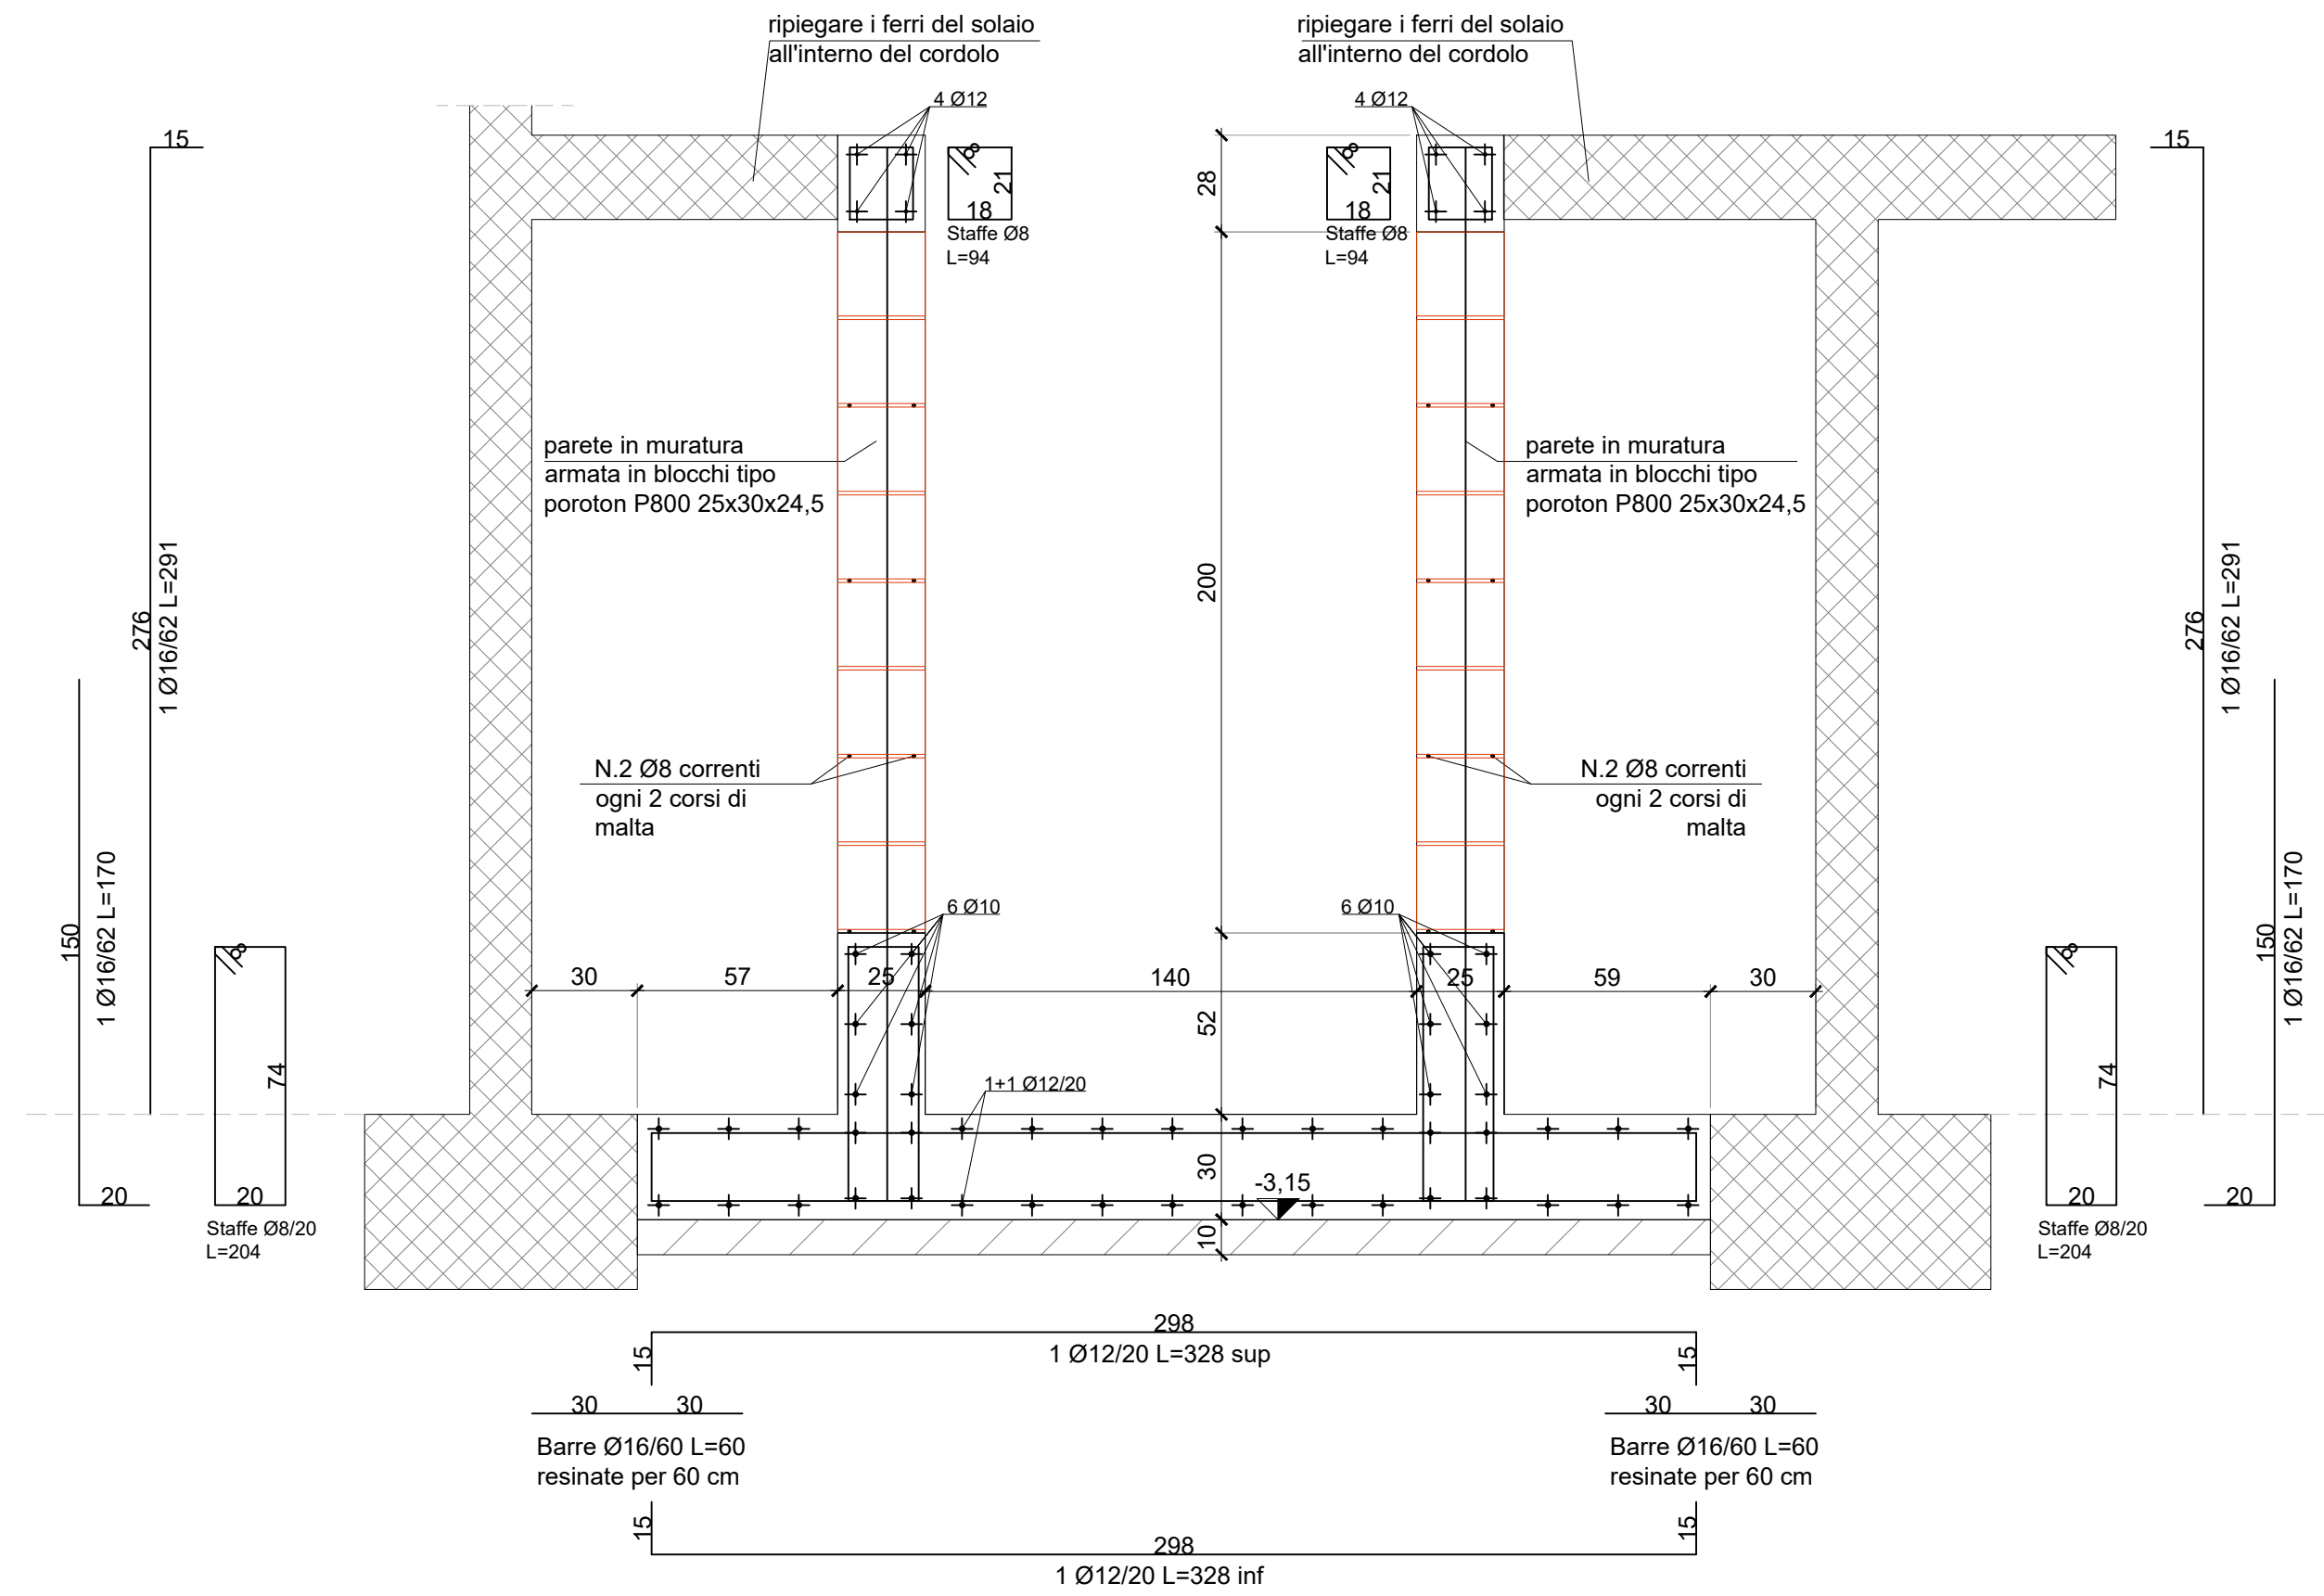 ripiegare i ferri del solaio
all'interno del cordolo
ripiegare i ferri del solaio
all'interno del cordolo
4 Ø12
4 Ø12
15
15
8
21
18
Staffe Ø8
L=94
28
8
21
18
Staffe Ø8
L=94
parete in muratura
armata in blocchi tipo
poroton P800 25x30x24,5
parete in muratura
armata in blocchi tipo
poroton P800 25x30x24,5
276
1 Ø16/62 L=291
200
276
1 Ø16/62 L=291
N.2 Ø8 correnti
ogni 2 corsi di
malta
N.2 Ø8 correnti
ogni 2 corsi di
malta
150
1 Ø16/62 L=170
6 Ø10
6 Ø10
150
1 Ø16/62 L=170
8
74
20
20
Staffe Ø8/20
L=204
30
57
25
140
25
59
30
52
1+1 Ø12/20
30
-3,15
10
8
74
20
20
Staffe Ø8/20
L=204
298
15
15
1 Ø12/20 L=328 sup
30
30
30
30
Barre Ø16/60 L=60
resinate per 60 cm
Barre Ø16/60 L=60
resinate per 60 cm
15
15
298
1 Ø12/20 L=328 inf